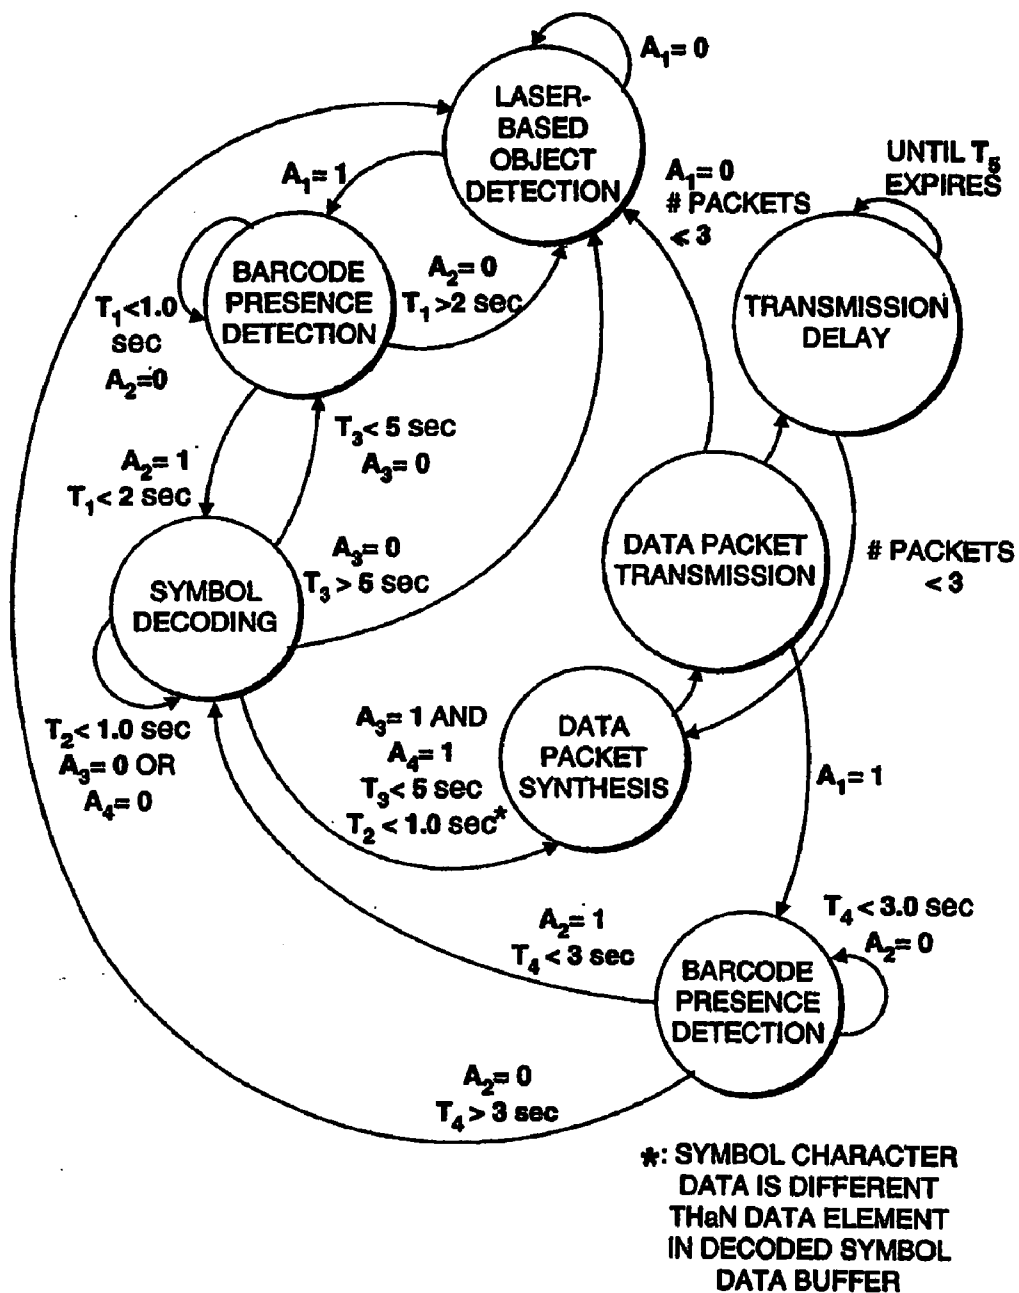 A₁= 0
LASER-
BASED
OBJECT
DETECTION
A₁= 0
# PACKETS
< 3
UNTIL T₅
EXPIRES
A₁= 1
BARCODE
PRESENCE
DETECTION
A₂= 0
T₁ >2 sec
TRANSMISSION
DELAY
T₁<1.0
sec
A₂=0
T₃< 5 sec
A₃= 0
A₂= 1
T₁< 2 sec
A₃= 0
T₃ > 5 sec
DATA PACKET
TRANSMISSION
# PACKETS
< 3
SYMBOL
DECODING
T₂< 1.0 sec
A₃= 0 OR
A₄= 0
A₃= 1 AND
A₄= 1
T₃< 5 sec
T₂ < 1.0 sec*
DATA
PACKET
SYNTHESIS
A₁= 1
T₄< 3.0 sec
A₂= 0
A₂= 1
T₄< 3 sec
BARCODE
PRESENCE
DETECTION
A₂= 0
T₄ > 3 sec
*: SYMBOL CHARACTER
DATA IS DIFFERENT
THaN DATA ELEMENT
IN DECODED SYMBOL
DATA BUFFER